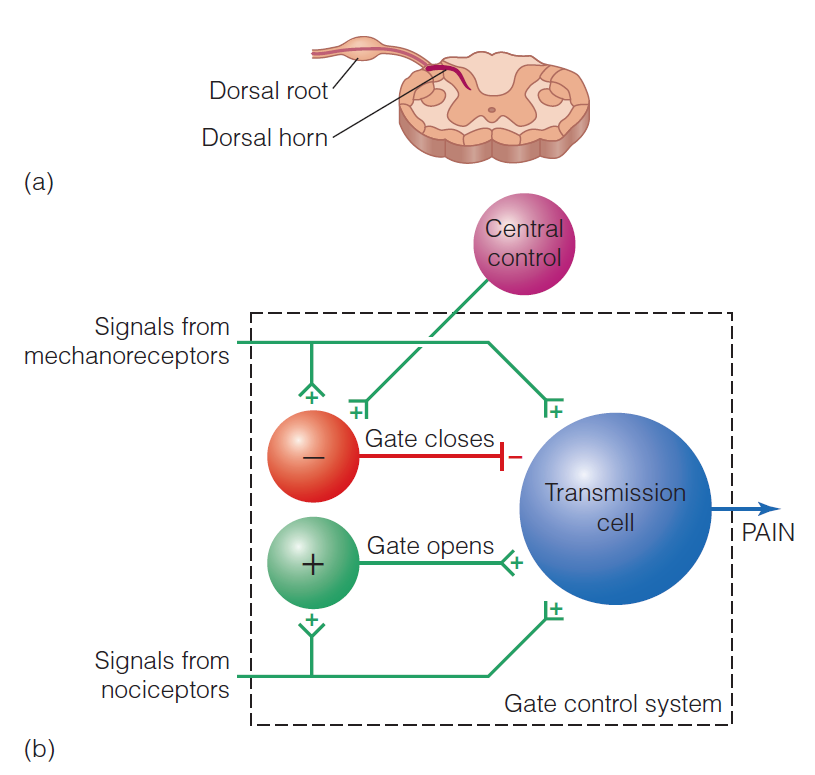 Dorsal root
Dorsal horn
(a)
Central
control
Signals from
mechanoreceptors
+
+
+
−
Gate closes
−
Transmission
cell
PAIN
+
Gate opens
+
+
+
Signals from
nociceptors
Gate control system
(b)